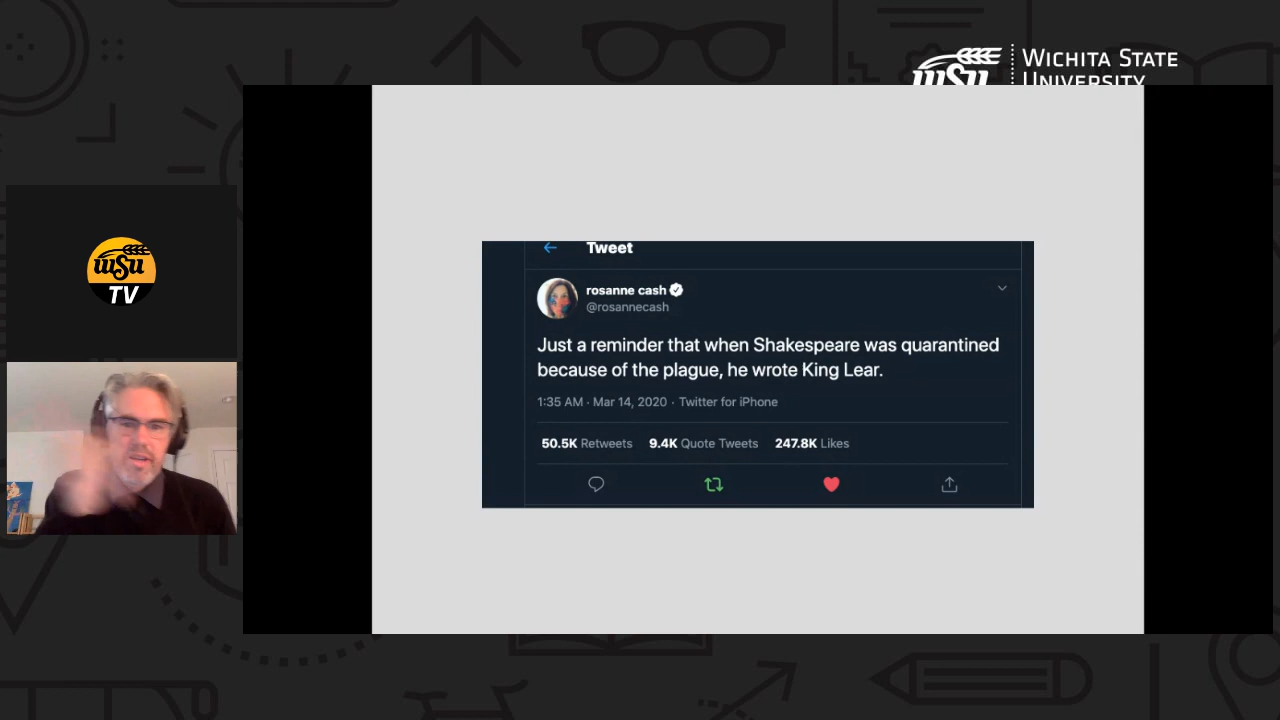 WSU
WICHITA STATE
UNIVERSITY
WSU
TV
Tweet
rosanne cash
@rosannecash
Just a reminder that when Shakespeare was quarantined
because of the plague, he wrote King Lear.
1:35 AM · Mar 14, 2020 · Twitter for iPhone
50.5K Retweets 9.4K Quote Tweets 247.8K Likes